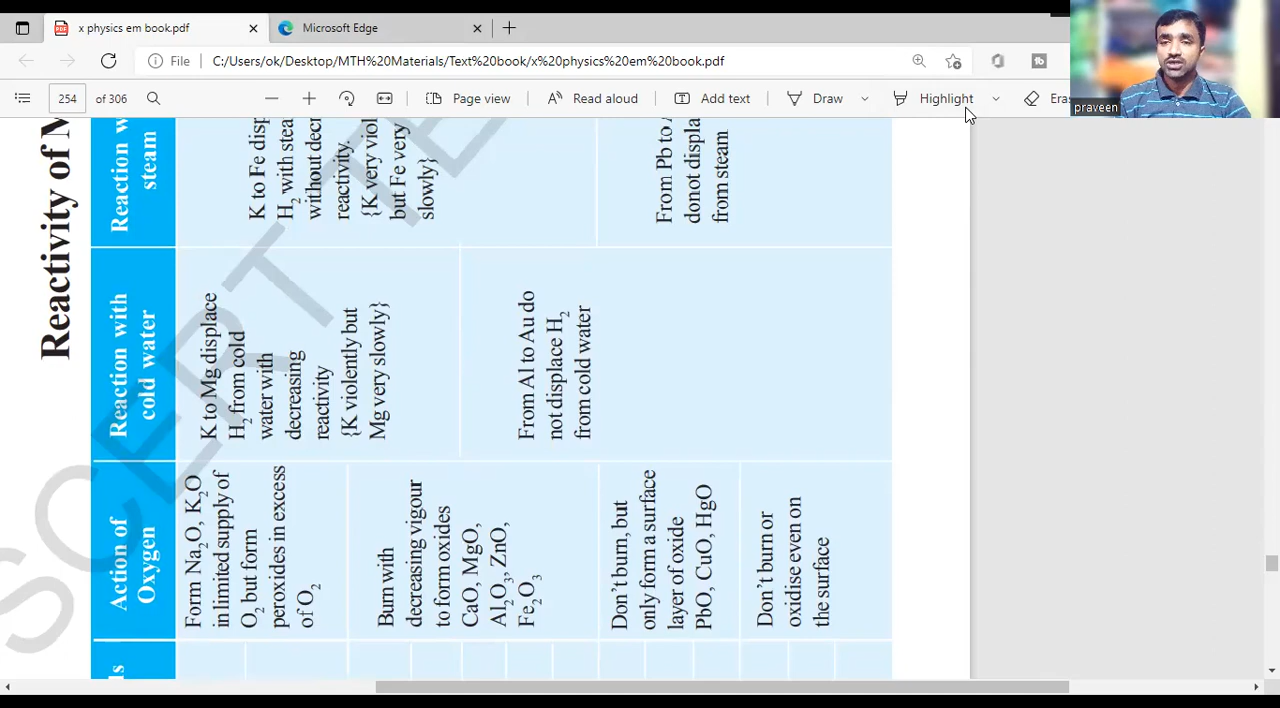 x physics em book.pdf
Microsoft Edge
File
C:/Users/ok/Desktop/MTH%20Materials/Text%20book/x%20physics%20em%20book.pdf
254
of 306
Page view
Read aloud
Add text
Draw
Highlight
Eras
praveen
PDF
Reactivity of M
Reaction w
steam
K to Fe disp
H2 with stea
without decr
reactivity.
{K very viol
but Fe very
slowly}
From Pb to A
donot displa
from steam
Reaction with
cold water
K to Mg displace
H2 from cold
water with
decreasing
reactivity
{K violently but
Mg very slowly}
From Al to Au do
not displace H2
from cold water
Action of
Oxygen
Form Na2O, K2O
in limited supply of
O2 but form
peroxides in excess
of O2
Burn with
decreasing vigour
to form oxides
CaO, MgO,
Al2O3, ZnO,
Fe2O3
Don't burn, but
only form a surface
layer of oxide
PbO, CuO, HgO
Don't burn or
oxidise even on
the surface
ls
SCERT TE